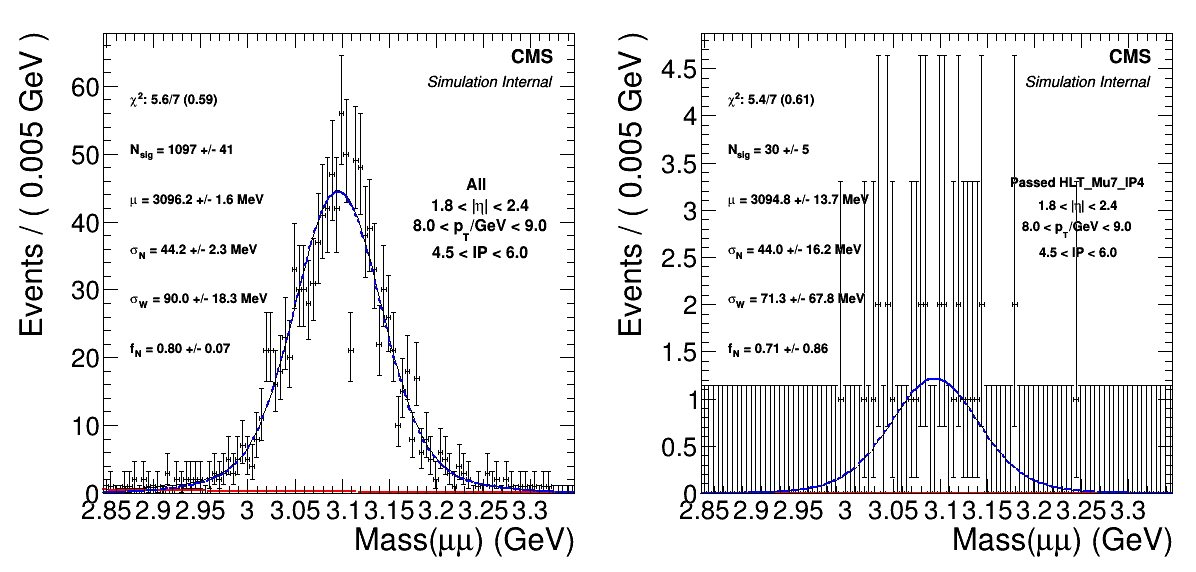 CMS
Simulation Internal
χ²: 5.6/7 (0.59)
N_sig = 1097 +/- 41
μ = 3096.2 +/- 1.6 MeV
σ_N = 44.2 +/- 2.3 MeV
σ_W = 90.0 +/- 18.3 MeV
f_N = 0.80 +/- 0.07
All
1.8 < |η| < 2.4
8.0 < p_T/GeV < 9.0
4.5 < IP < 6.0
Events / ( 0.005 GeV )
60
50
40
30
20
10
0
2.85 2.9 2.95 3 3.05 3.1 3.15 3.2 3.25 3.3
Mass(μμ) (GeV)
CMS
Simulation Internal
χ²: 5.4/7 (0.61)
N_sig = 30 +/- 5
μ = 3094.8 +/- 13.7 MeV
σ_N = 44.0 +/- 16.2 MeV
σ_W = 71.3 +/- 67.8 MeV
f_N = 0.71 +/- 0.86
Passed HLT_Mu7_IP4
1.8 < |η| < 2.4
8.0 < p_T/GeV < 9.0
4.5 < IP < 6.0
Events / ( 0.005 GeV )
4.5
4
3.5
3
2.5
2
1.5
1
0.5
0
2.85 2.9 2.95 3 3.05 3.1 3.15 3.2 3.25 3.3
Mass(μμ) (GeV)